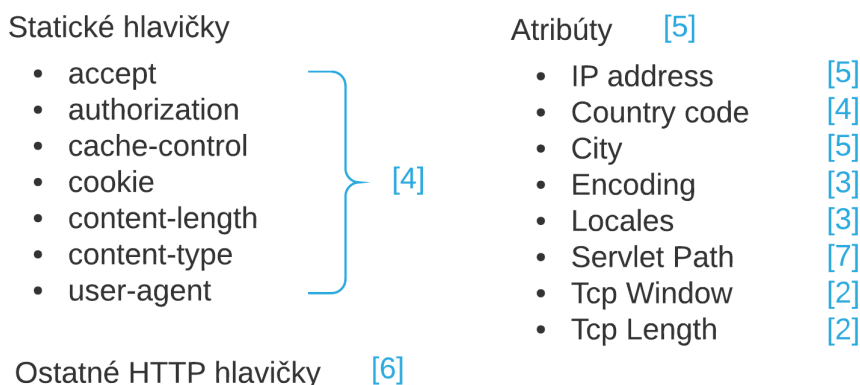 Statické hlavičky
• accept
• authorization
• cache-control
• cookie
• content-length
• content-type
• user-agent
[4]
Ostatné HTTP hlavičky [6]
Atribúty [5]
• IP address [5]
• Country code [4]
• City [5]
• Encoding [3]
• Locales [3]
• Servlet Path [7]
• Tcp Window [2]
• Tcp Length [2]